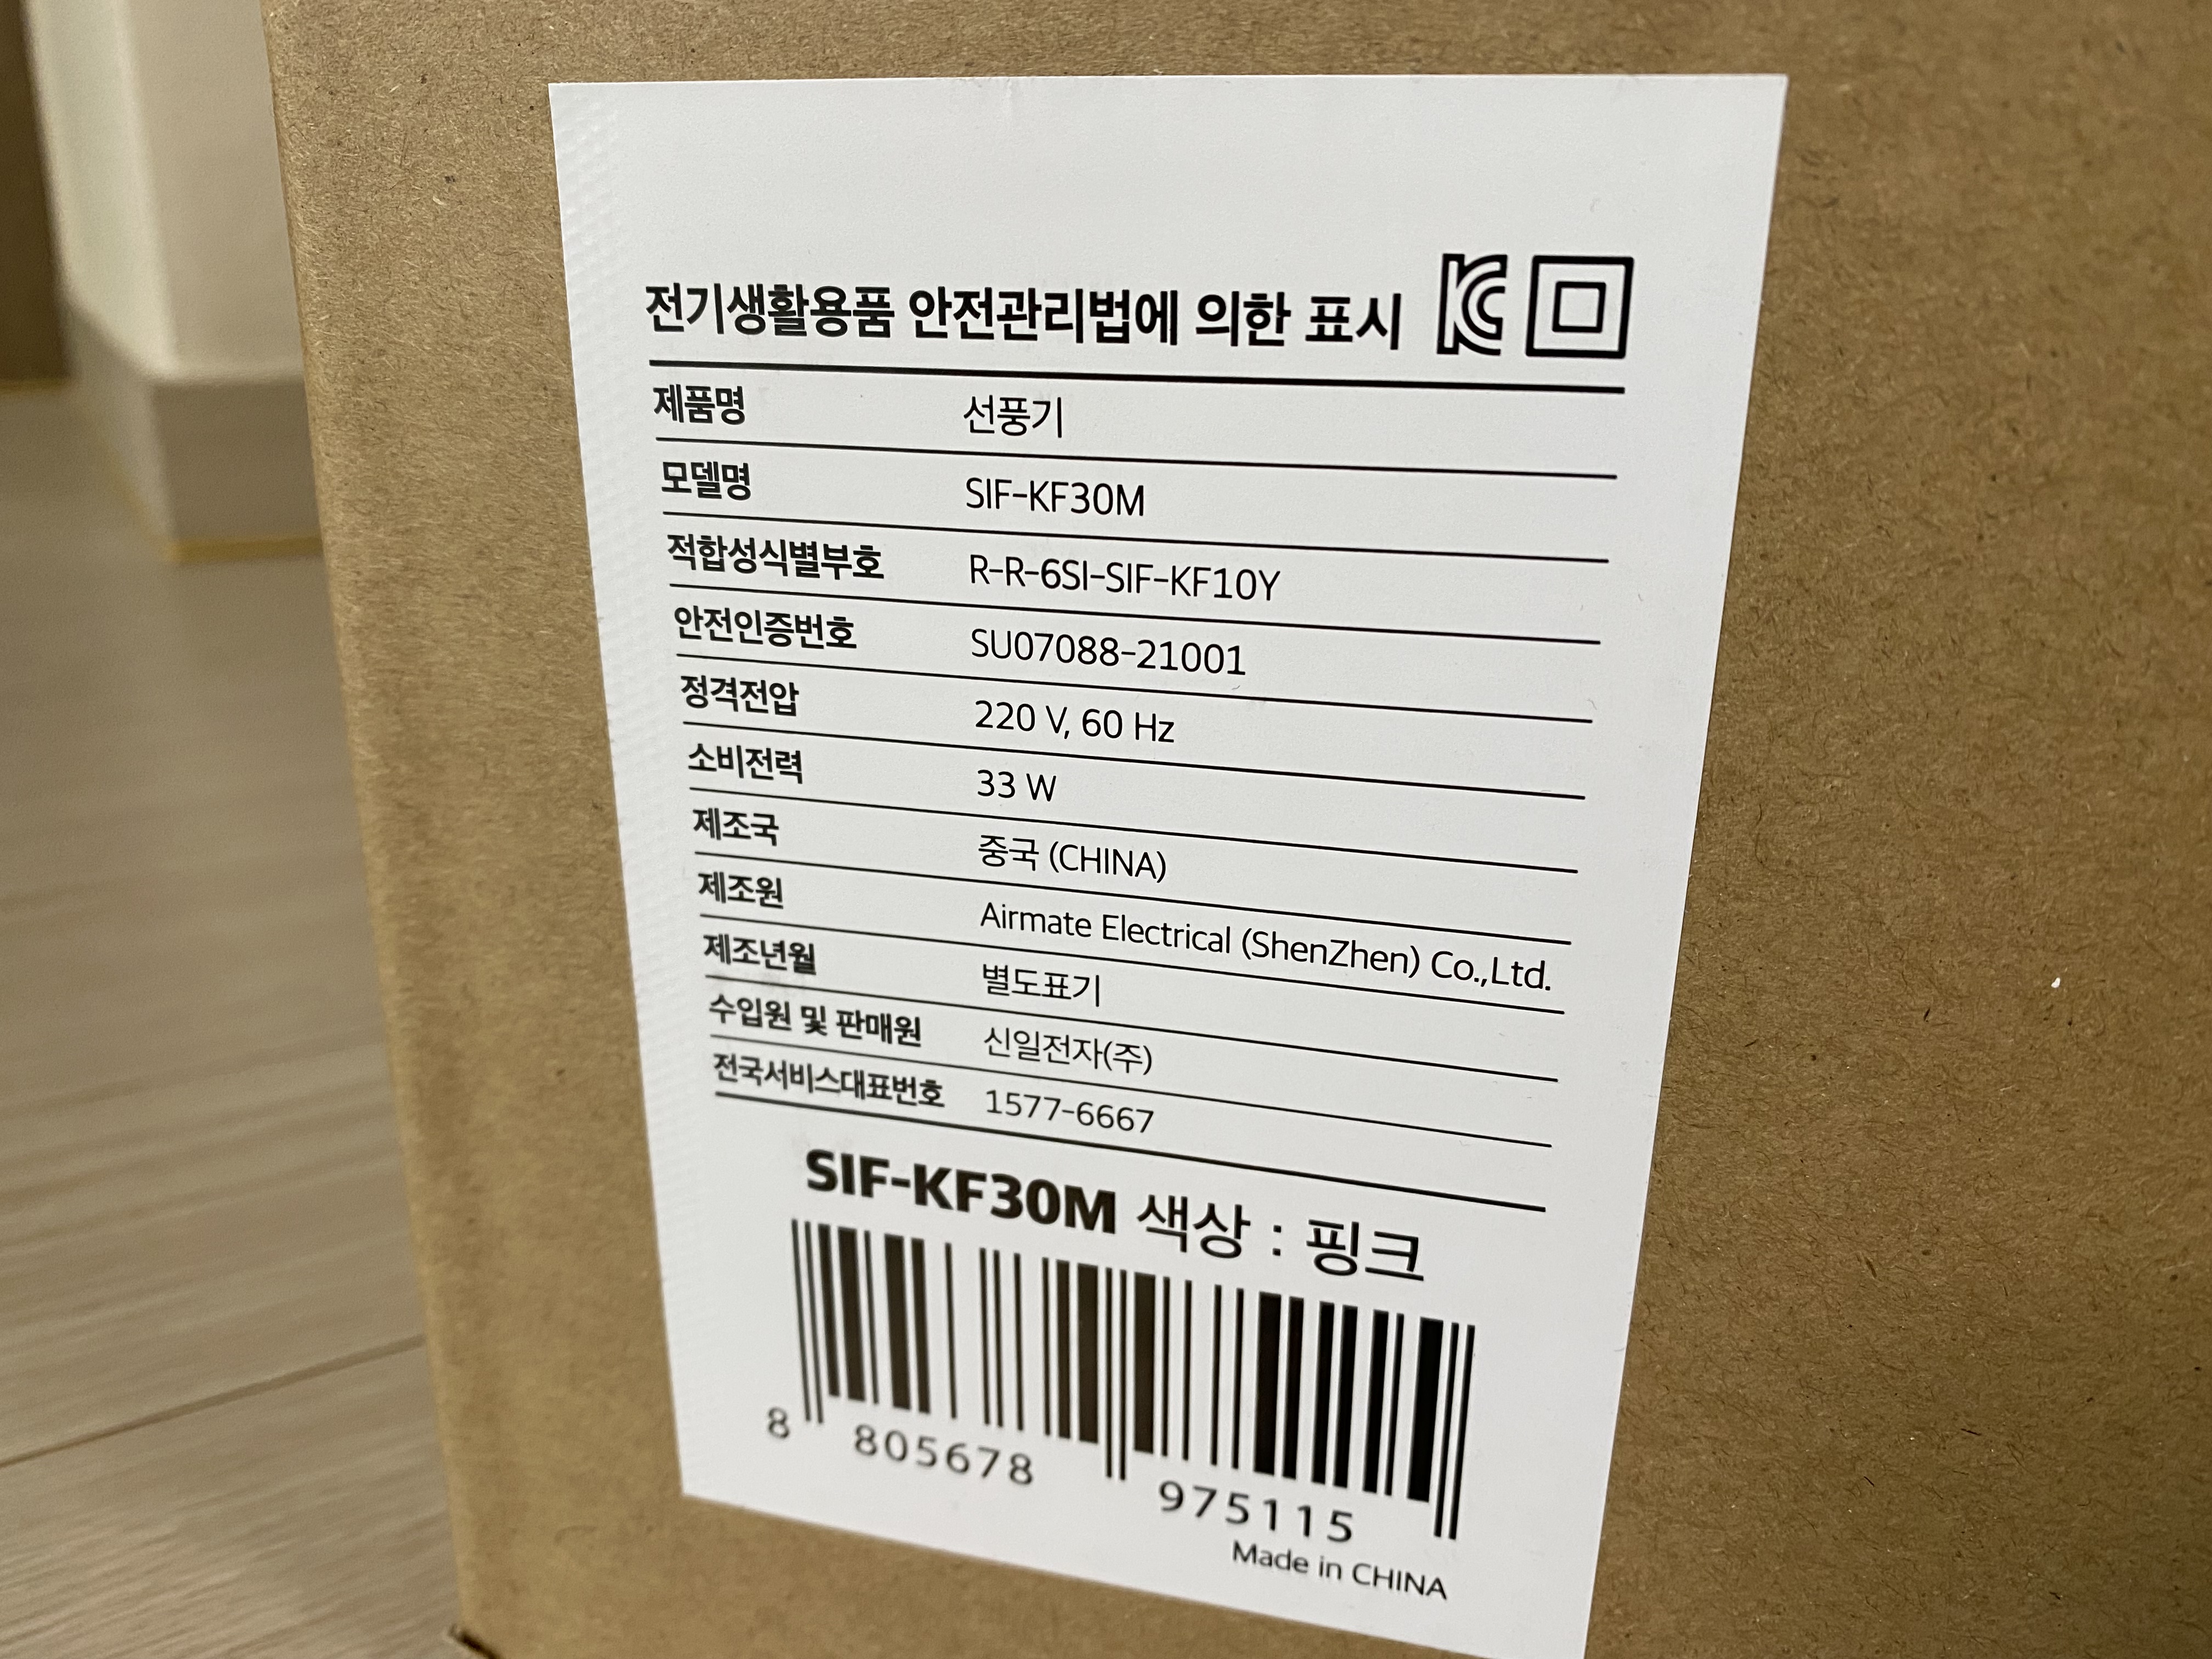 전기생활용품 안전관리법에 의한 표시 KC
제품명 선풍기
모델명 SIF-KF30M
적합성식별부호 R-R-6SI-SIF-KF10Y
안전인증번호 SU07088-21001
정격전압 220 V, 60 Hz
소비전력 33 W
제조국 중국 (CHINA)
제조원 Airmate Electrical (ShenZhen) Co.,Ltd.
제조년월 별도표기
수입원 및 판매원 신일전자(주)
전국서비스대표번호 1577-6667
SIF-KF30M 색상 : 핑크
8 805678 975115
Made in CHINA